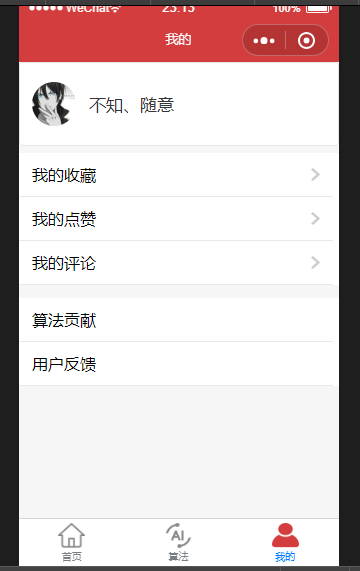 WeChat 23:13 100%
我的
不知、随意
我的收藏
我的点赞
我的评论
算法贡献
用户反馈
AI
首页 算法 我的